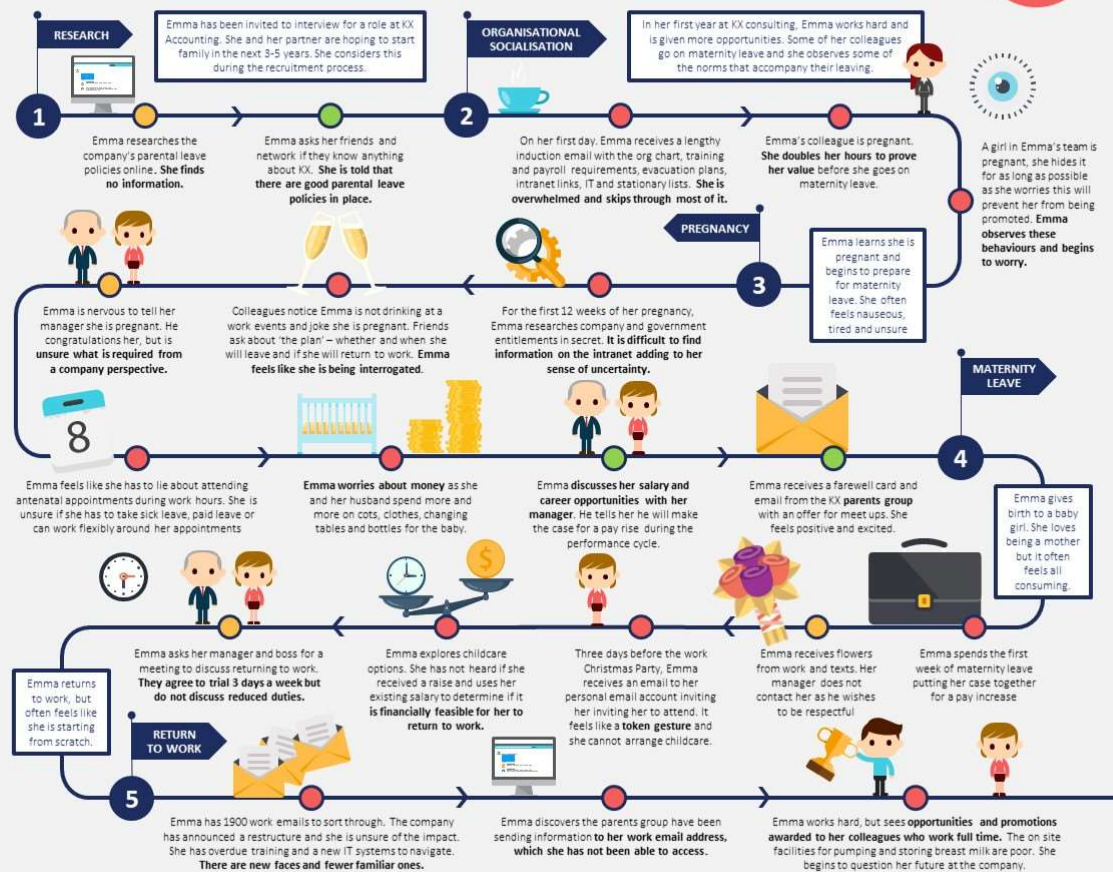 RESEARCH
Emma has been invited to interview for a role at KX
Accounting. She and her partner are hoping to start
family in the next 3-5 years. She considers this
during the recruitment process.
ORGANISATIONAL
SOCIALISATION
In her first year at KX consulting, Emma works hard and
is given more opportunities. Some of her colleagues
go on maternity leave and she observes some of
the norms that accompany their leaving.
1
Emma researches the
company's parental leave
policies online. She finds
no information.
Emma asks her friends and
network if they know anything
about KX. She is told that
there are good parental leave
policies in place.
2
On her first day. Emma receives a lengthy
induction email with the org chart, training
and payroll requirements, evacuation plans,
intranet links, IT and stationary lists. She is
overwhelmed and skips through most of it.
Emma's colleague is pregnant.
She doubles her hours to prove
her value before she goes on
maternity leave.
A girl in Emma's team is
pregnant, she hides it
for as long as possible
as she worries this will
prevent her from being
promoted. Emma
observes these
behaviours and begins
to worry.
PREGNANCY
3
Emma learns she is
pregnant and
begins to prepare
for maternity
leave. She often
feels nauseous,
tired and unsure
For the first 12 weeks of her pregnancy,
Emma researches company and government
entitlements in secret. It is difficult to find
information on the intranet adding to her
sense of uncertainty.
Colleagues notice Emma is not drinking at a
work events and joke she is pregnant. Friends
ask about 'the plan' – whether and when she
will leave and if she will return to work. Emma
feels like she is being interrogated.
Emma is nervous to tell her
manager she is pregnant. He
congratulations her, but is
unsure what is required from
a company perspective.
8
Emma feels like she has to lie about attending
antenatal appointments during work hours. She is
unsure if she has to take sick leave, paid leave or
can work flexibly around her appointments
Emma worries about money as she
and her husband spend more and
more on cots, clothes, changing
tables and bottles for the baby.
Emma discusses her salary and
career opportunities with her
manager. He tells her he will make
the case for a pay rise during the
performance cycle.
Emma receives a farewell card and
email from the KX parents group
with an offer for meet ups. She
feels positive and excited.
MATERNITY
LEAVE
4
Emma gives
birth to a baby
girl. She loves
being a mother
but it often
feels all
consuming.
Emma spends the first
week of maternity leave
putting her case together
for a pay increase
Emma receives flowers
from work and texts. Her
manager does not
contact her as he wishes
to be respectful
Three days before the work
Christmas Party, Emma
receives an email to her
personal email account inviting
her inviting her to attend. It
feels like a token gesture and
she cannot arrange childcare.
$
Emma explores childcare
options. She has not heard if she
received a raise and uses her
existing salary to determine if it
is financially feasible for her to
return to work.
Emma asks her manager and boss for a
meeting to discuss returning to work.
They agree to trial 3 days a week but
do not discuss reduced duties.
Emma returns
to work, but
often feels like
she is starting
from scratch.
RETURN
TO WORK
5
Emma has 1900 work emails to sort through. The company
has announced a restructure and she is unsure of the impact.
She has overdue training and a new IT systems to navigate.
There are new faces and fewer familiar ones.
Emma discovers the parents group have been
sending information to her work email address,
which she has not been able to access.
Emma works hard, but sees opportunities and promotions
awarded to her colleagues who work full time. The on site
facilities for pumping and storing breast milk are poor. She
begins to question her future at the company.